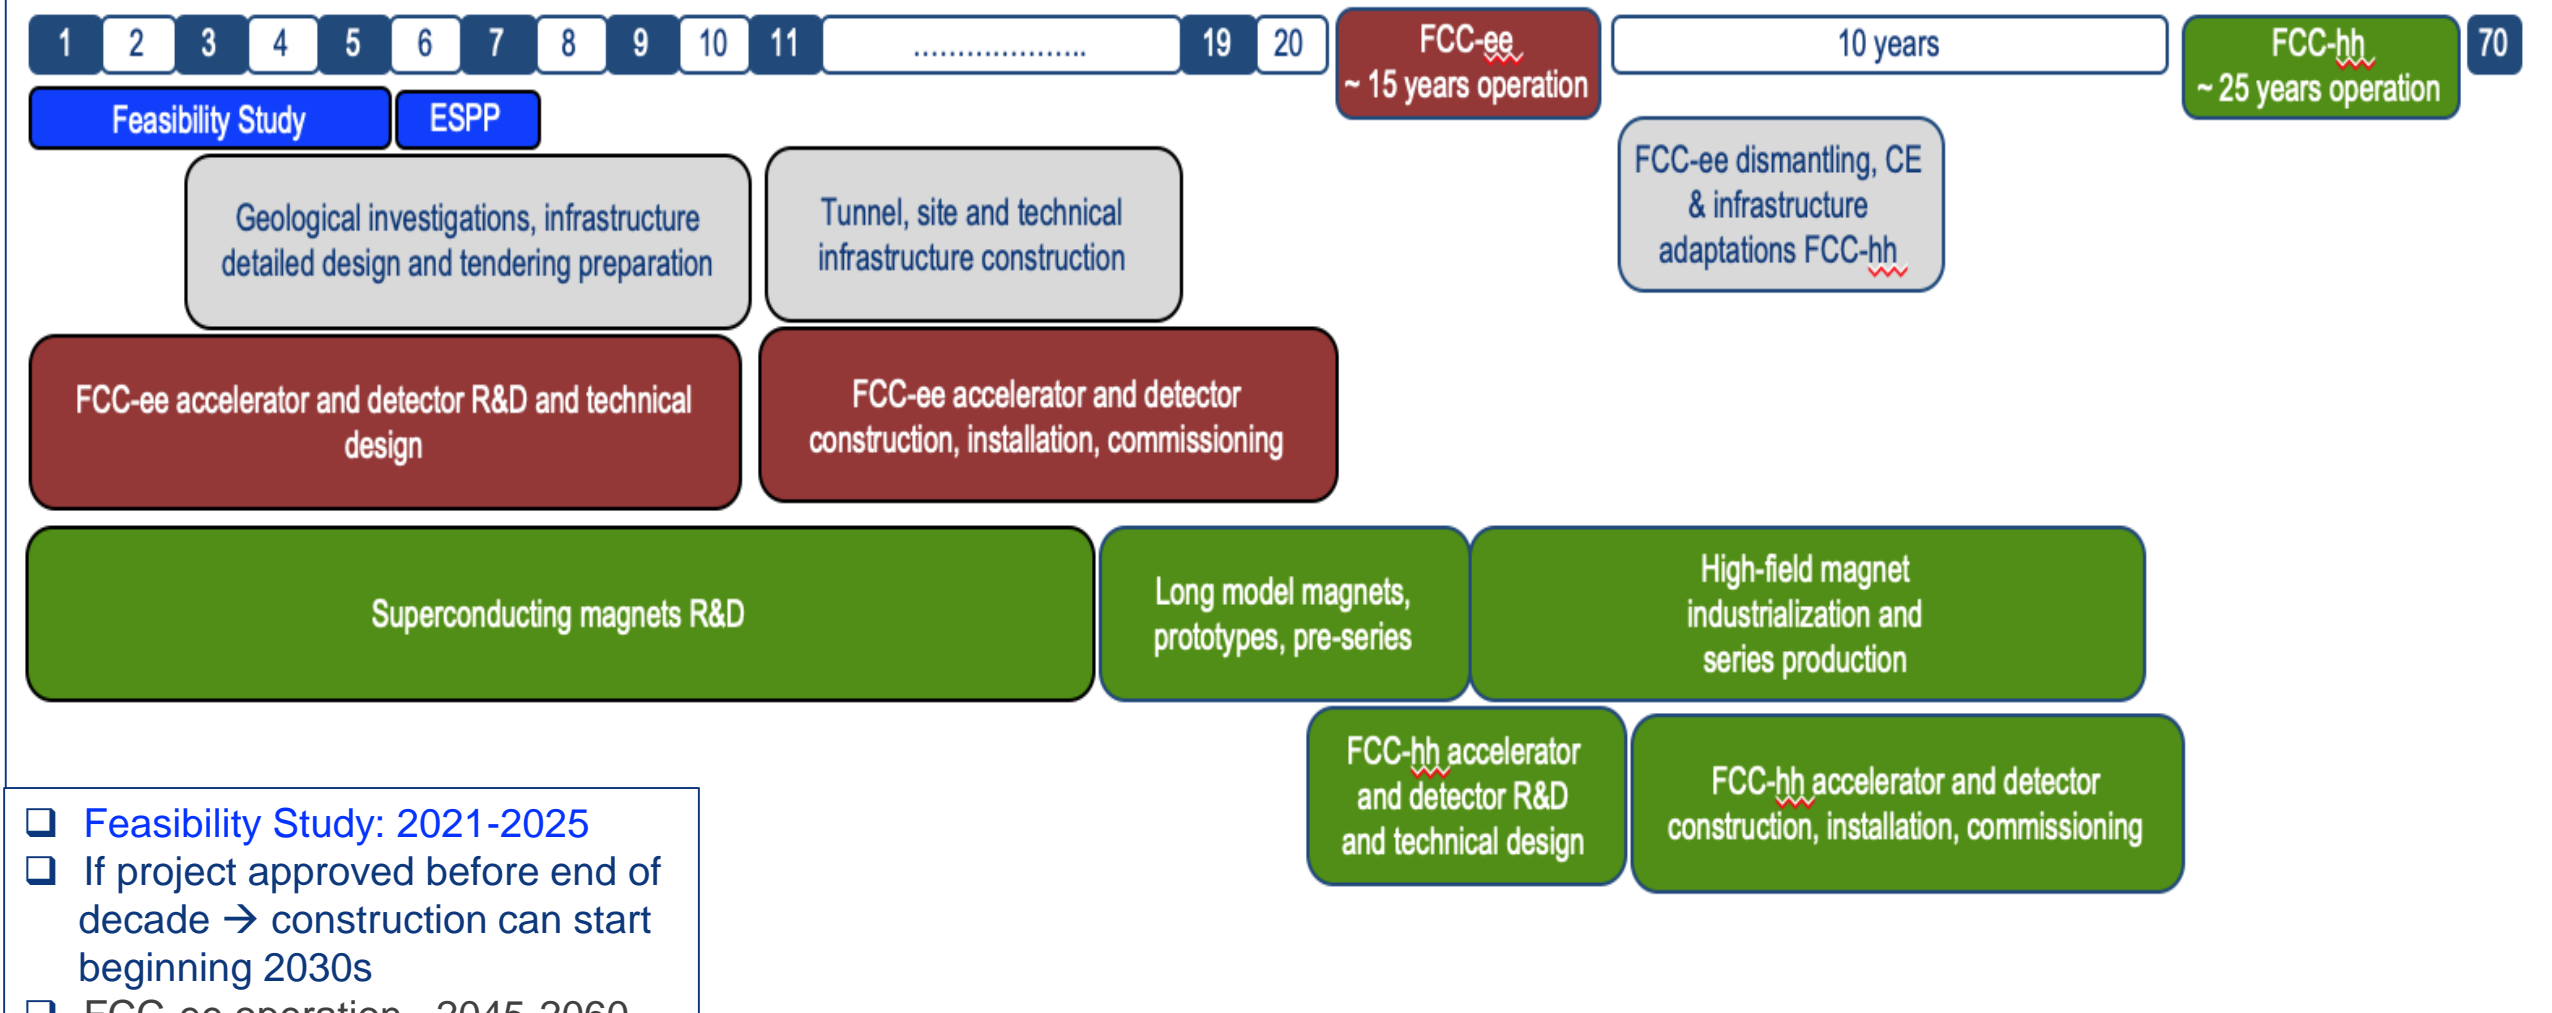 1 2 3 4 5 6 7 8 9 10 11 ................... 19 20
FCC-ee
~ 15 years operation
10 years
FCC-hh
~ 25 years operation
70
Feasibility Study
ESPP
Geological investigations, infrastructure
detailed design and tendering preparation
Tunnel, site and technical
infrastructure construction
FCC-ee dismantling, CE
& infrastructure
adaptations FCC-hh
FCC-ee accelerator and detector R&D and technical
design
FCC-ee accelerator and detector
construction, installation, commissioning
Superconducting magnets R&D
Long model magnets,
prototypes, pre-series
High-field magnet
industrialization and
series production
FCC-hh accelerator
and detector R&D
and technical design
FCC-hh accelerator and detector
construction, installation, commissioning
❑ Feasibility Study: 2021-2025
❑ If project approved before end of
decade → construction can start
beginning 2030s
❑ FCC-ee operation 2045-2060